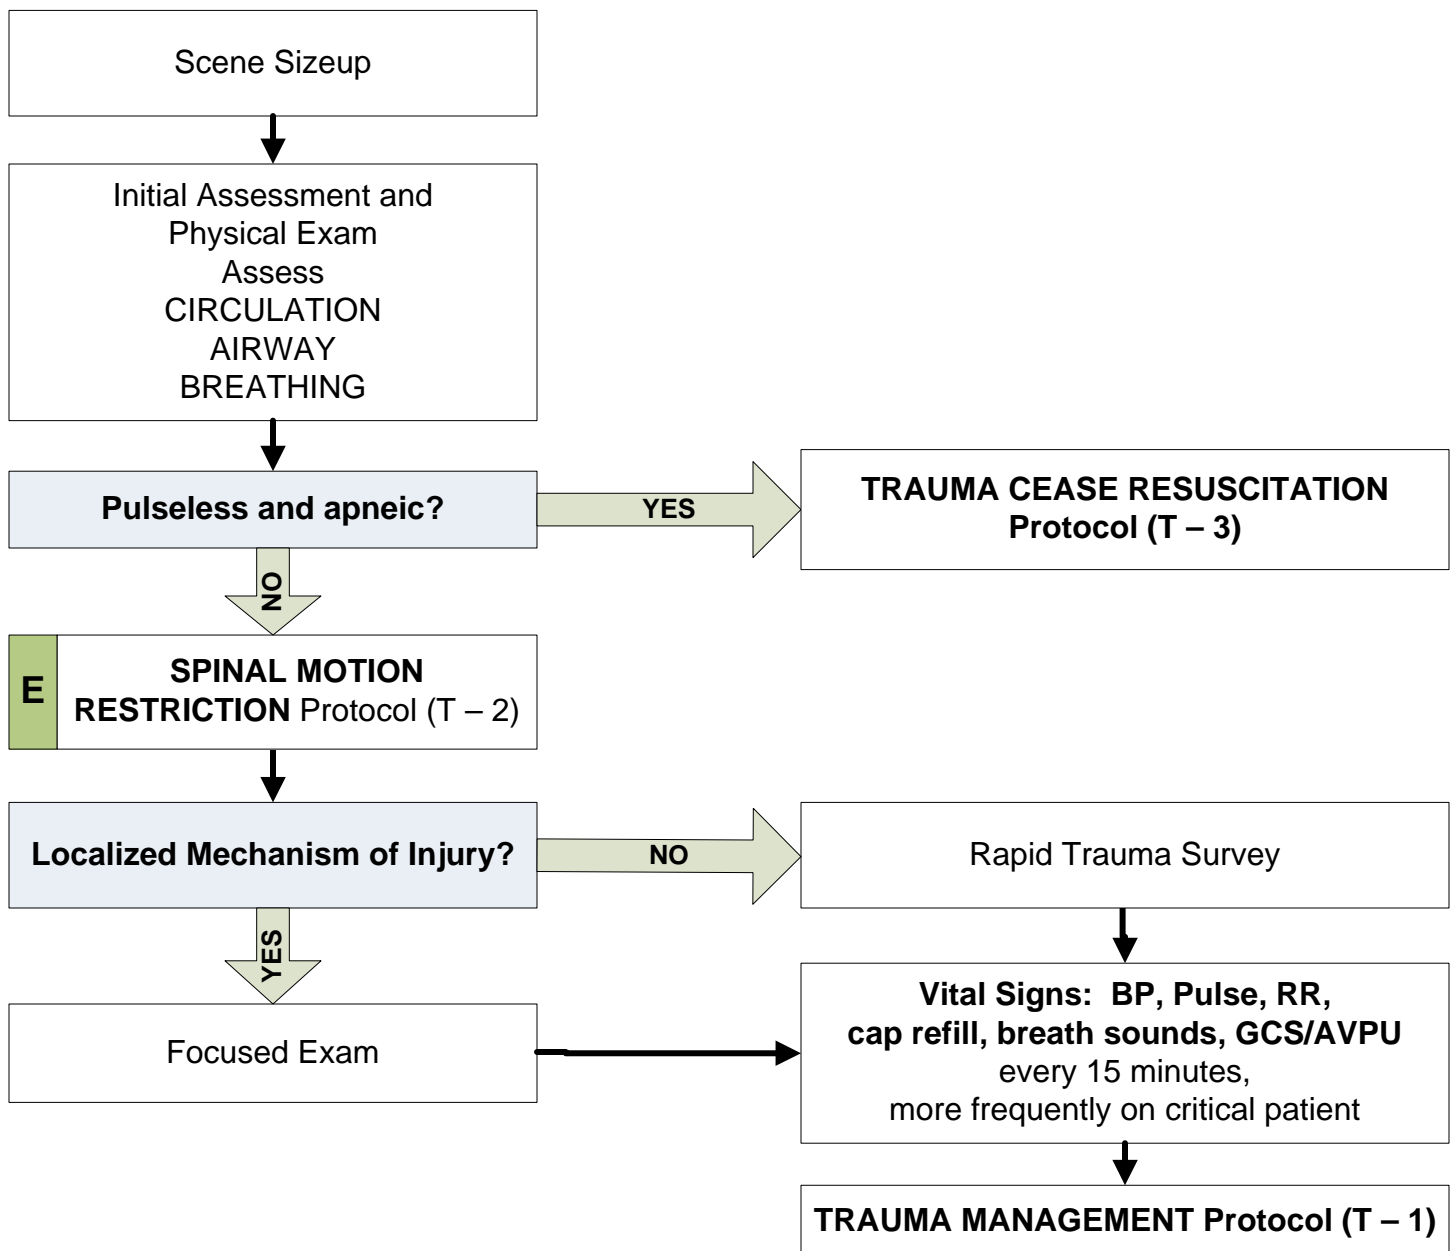 Scene Sizeup
Initial Assessment and
Physical Exam
Assess
CIRCULATION
AIRWAY
BREATHING
Pulseless and apneic?
YES
TRAUMA CEASE RESUSCITATION
Protocol (T – 3)
NO
E
SPINAL MOTION
RESTRICTION Protocol (T – 2)
Localized Mechanism of Injury?
NO
Rapid Trauma Survey
YES
Focused Exam
Vital Signs:  BP, Pulse, RR,
cap refill, breath sounds, GCS/AVPU
every 15 minutes,
more frequently on critical patient
TRAUMA MANAGEMENT Protocol (T – 1)